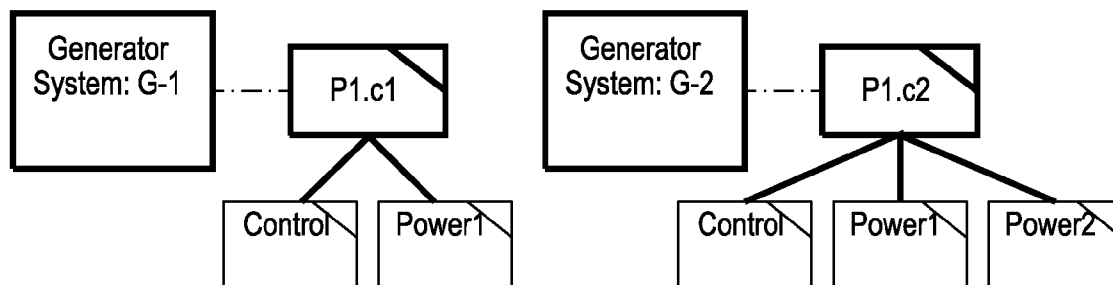 Generator
System: G-1
P1.c1
Control
Power1
Generator
System: G-2
P1.c2
Control
Power1
Power2